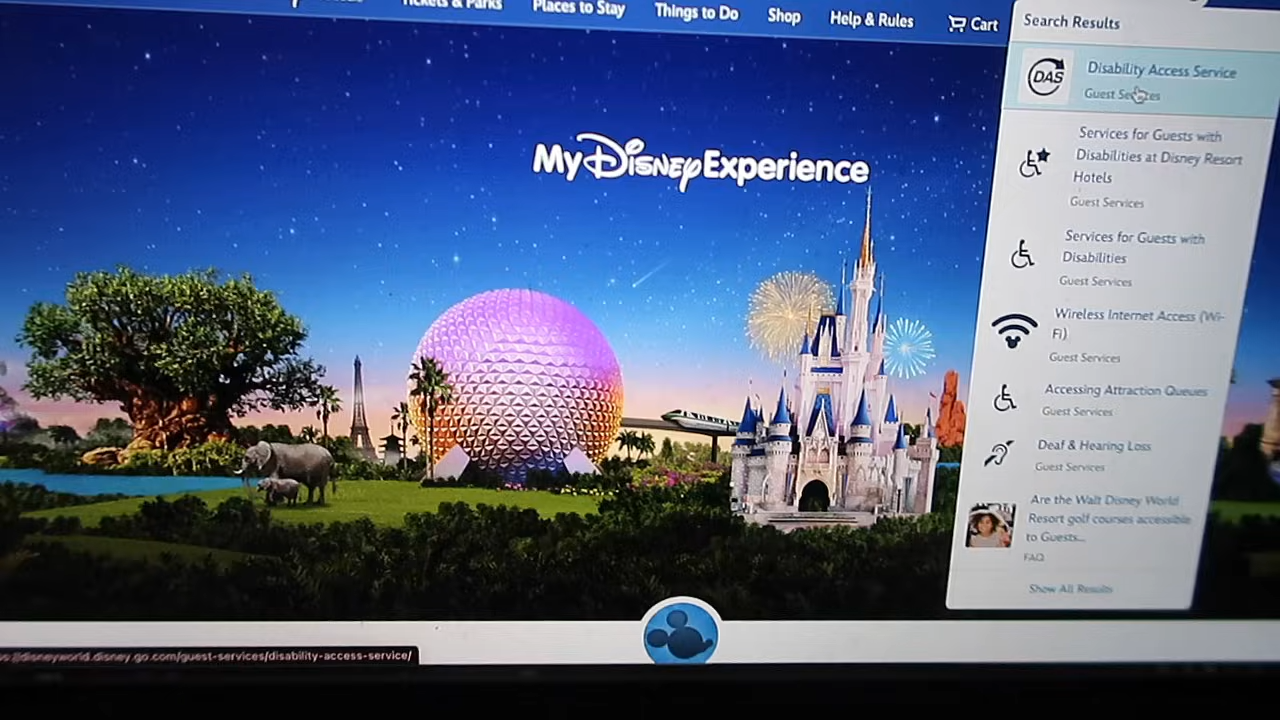 Tickets & Parks
Places to Stay
Things to Do
Shop
Help & Rules
Cart
Search Results
DAS
Disability Access Service
Guest Services
Services for Guests with
Disabilities at Disney Resort
Hotels
Guest Services
Services for Guests with
Disabilities
Guest Services
Wireless Internet Access (Wi-
Fi)
Guest Services
Accessing Attraction Queues
Guest Services
Deaf & Hearing Loss
Guest Services
Are the Walt Disney World
Resort golf courses accessible
to Guests...
FAQ
Show All Results
My Disney Experience
://disneyworld.disney.go.com/guest-services/disability-access-service/